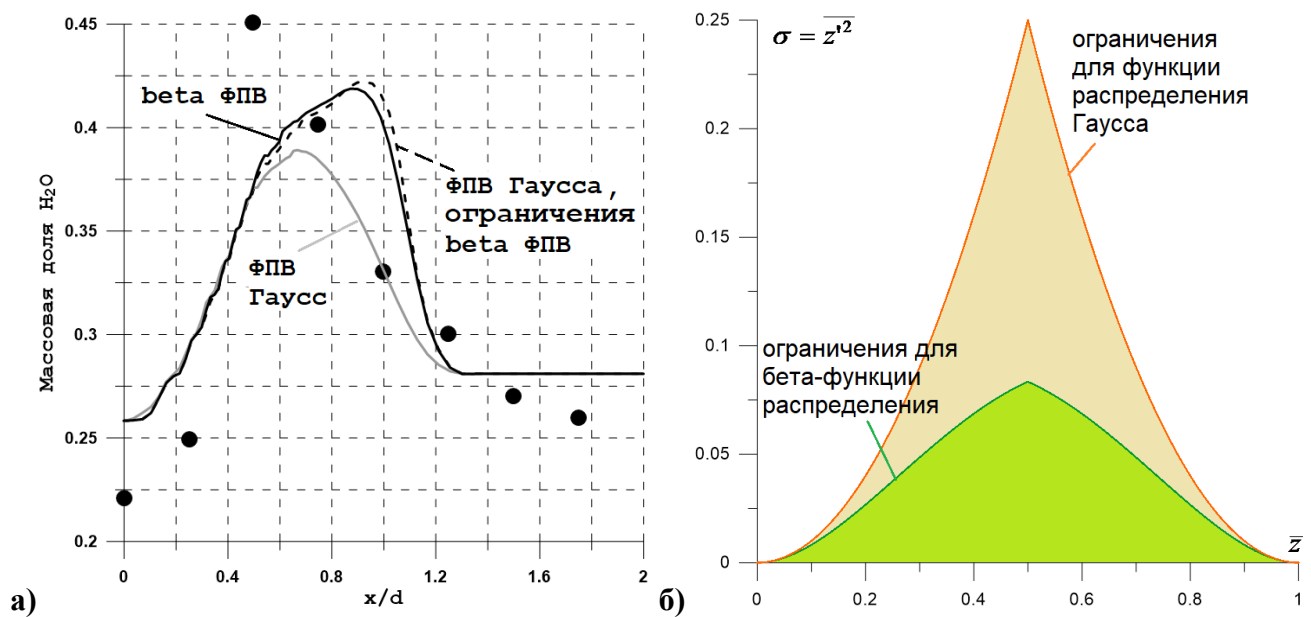 0.45
0.4
0.35
0.3
0.25
0.2
Массовая доля H₂O
beta ФПВ
ФПВ Гаусса,
ограничения
beta ФПВ
ФПВ
Гаусс
0 0.4 0.8 1.2 1.6 2
x/d
а)
σ = z'²
ограничения
для функции
распределения
Гаусса
ограничения для
бета-функции
распределения
0.25
0.2
0.25
0.1
0.05
0
z
0 0.2 0.4 0.6 0.8 1
б)